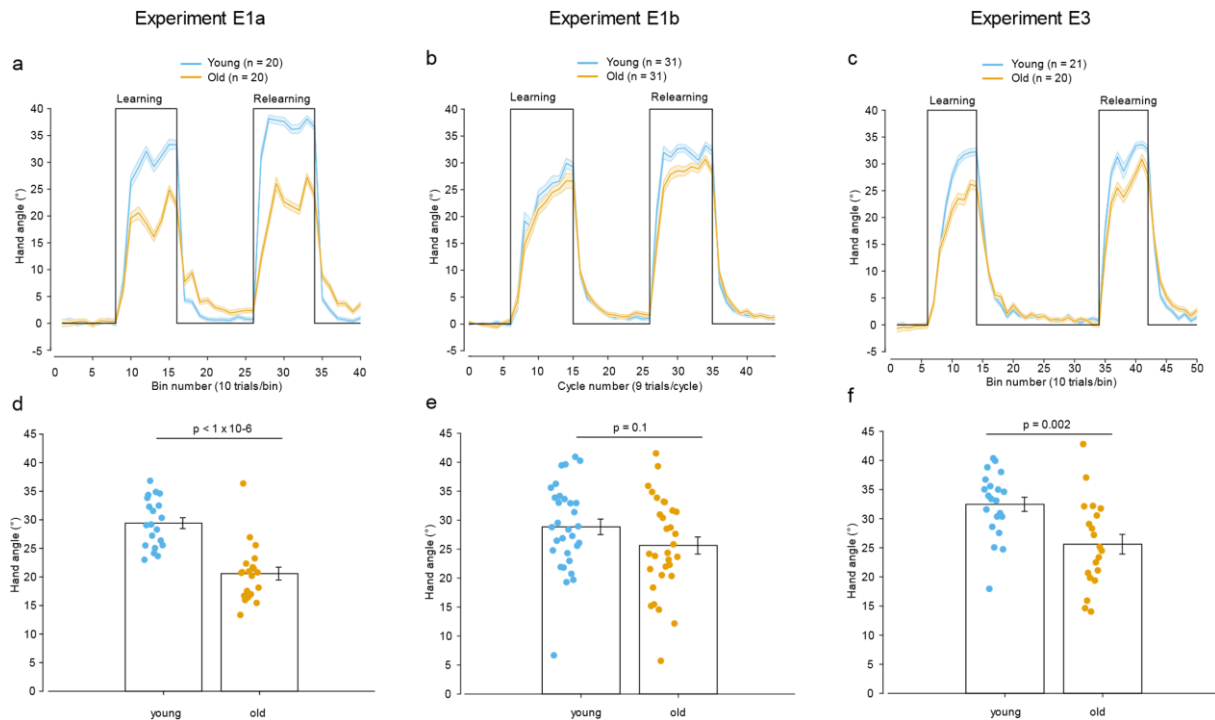 Experiment E1a
Experiment E1b
Experiment E3
a
Young (n = 20)
Old (n = 20)
Learning
Relearning
40
35
30
25
20
15
10
5
0
-5
Hand angle (°)
0 5 10 15 20 25 30 35 40
Bin number (10 trials/bin)
b
Young (n = 31)
Old (n = 31)
Learning
Relearning
40
35
30
25
20
15
10
5
0
-5
Hand angle (°)
0 5 10 15 20 25 30 35 40
Cycle number (9 trials/cycle)
c
Young (n = 21)
Old (n = 20)
Learning
Relearning
40
35
30
25
20
15
10
5
0
-5
Hand angle (°)
0 5 10 15 20 25 30 35 40 45 50
Bin number (10 trials/bin)
d
p < 1 x 10-6
45
40
35
30
25
20
15
10
5
0
Hand angle (°)
young old
e
p = 0.1
45
40
35
30
25
20
15
10
5
0
Hand angle (°)
young old
f
p = 0.002
45
40
35
30
25
20
15
10
5
0
Hand angle (°)
young old